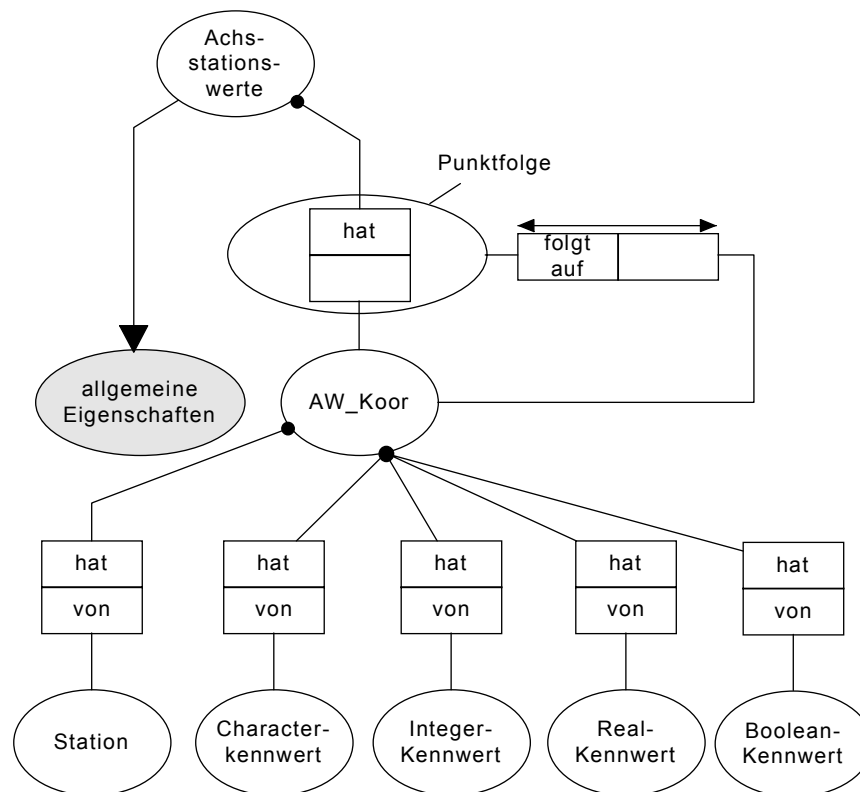 Achs-
stations-
werte
Punktfolge
hat
folgt
auf
allgemeine
Eigenschaften
AW_Koor
hat
hat
hat
hat
hat
von
von
von
von
von
Station
Character-
kennwert
Integer-
Kennwert
Real-
Kennwert
Boolean-
Kennwert